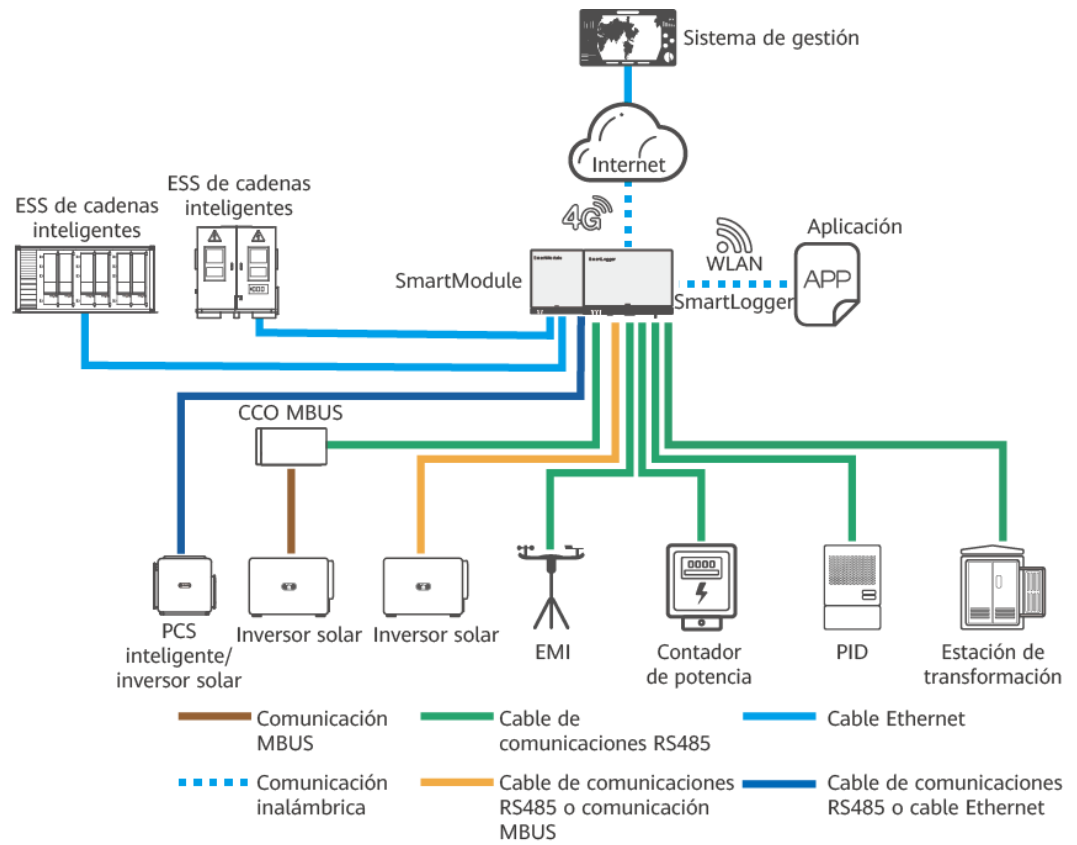 Sistema de gestión
Internet
4G
ESS de cadenas
inteligentes
ESS de cadenas
inteligentes
SmartModule
SmartModule
SmartLogger
WLAN
SmartLogger
Aplicación
APP
CCO MBUS
0000
PCS
inteligente/
inversor solar
Inversor solar
Inversor solar
EMI
Contador
de potencia
PID
Estación de
transformación
Comunicación
MBUS
Cable de
comunicaciones RS485
Cable Ethernet
Comunicación
inalámbrica
Cable de comunicaciones
RS485 o comunicación
MBUS
Cable de comunicaciones
RS485 o cable Ethernet